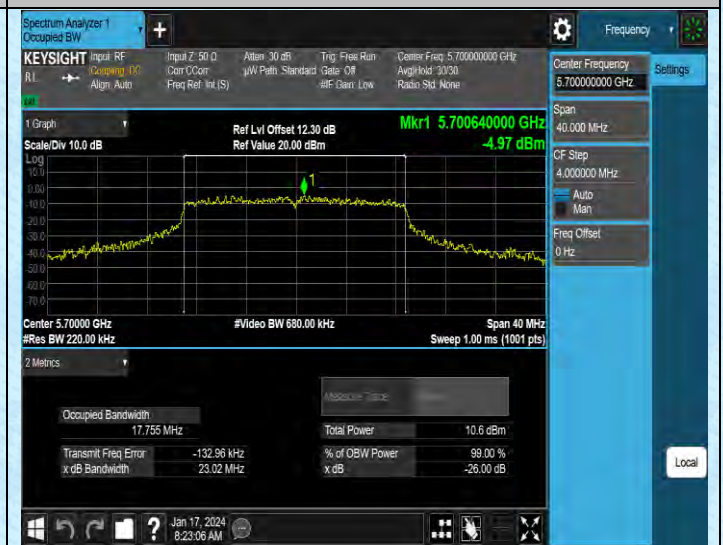 Spectrum Analyzer 1
Occupied BW
+
Frequency
KEYSIGHT Input: RF
Coupling: DC
Align: Auto
RL
Input Z: 50 Ω
Corr CCorr
Freq Ref: Int (S)
Atten: 30 dB
µW Path: Standard
Trig: Free Run
Gate: Off
#IF Gain: Low
Center Freq: 5.700000000 GHz
Avg|Hold: 30/30
Radio Std: None
Center Frequency
5.700000000 GHz
Settings
Span
40.000 MHz
CF Step
4.000000 MHz
Auto
Man
Freq Offset
0 Hz
1 Graph
Scale/Div 10.0 dB
Ref Lvl Offset 12.30 dB
Ref Value 20.00 dBm
Mkr1 5.700640000 GHz
-4.97 dBm
Log
10.0
0.00
-10.0
-20.0
-30.0
-40.0
-50.0
-60.0
-70.0
1
Center 5.70000 GHz
#Res BW 220.00 kHz
#Video BW 680.00 kHz
Span 40 MHz
Sweep 1.00 ms (1001 pts)
2 Metrics
Measure Trace
Occupied Bandwidth
17.755 MHz
Total Power 10.6 dBm
Transmit Freq Error -132.96 kHz
% of OBW Power 99.00 %
x dB Bandwidth 23.02 MHz
x dB -26.00 dB
Local
?
Jan 17, 2024
8:23:06 AM